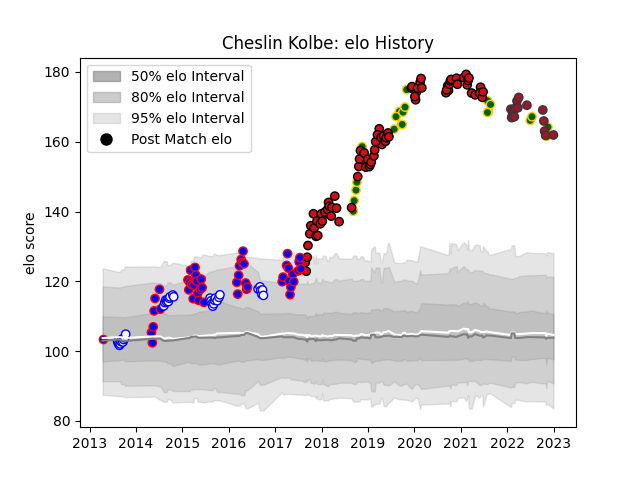 Cheslin Kolbe: elo History
50% elo Interval
80% elo Interval
95% elo Interval
Post Match elo
elo score
180
160
140
120
100
80
2013 2014 2015 2016 2017 2018 2019 2020 2021 2022 2023